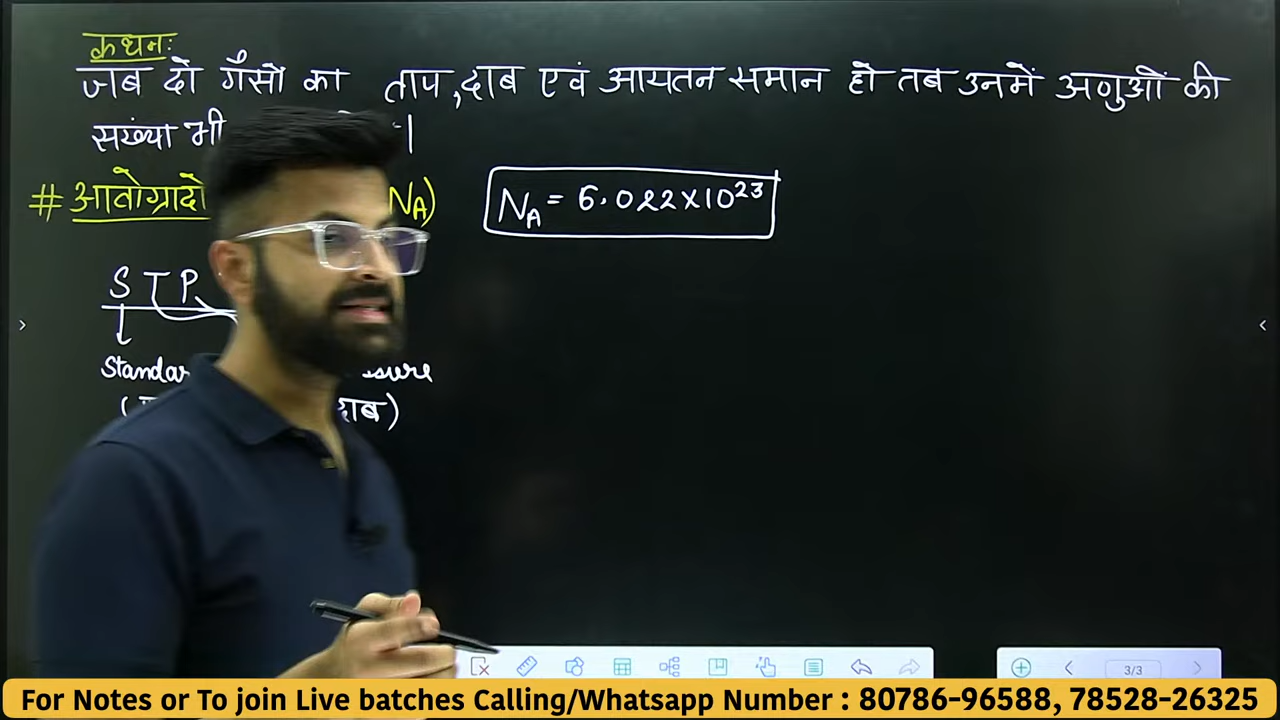 कथन:
जब दो गैसों का ताप,दाब एवं आयतन समान हो तब उनमें अणुओं की
संख्या भी
# आवोग्रादो NA)
NA = 6.022×10²³
STP
Standar ssure
( दाब)
3/3
For Notes or To join Live batches Calling/Whatsapp Number : 80786-96588, 78528-26325